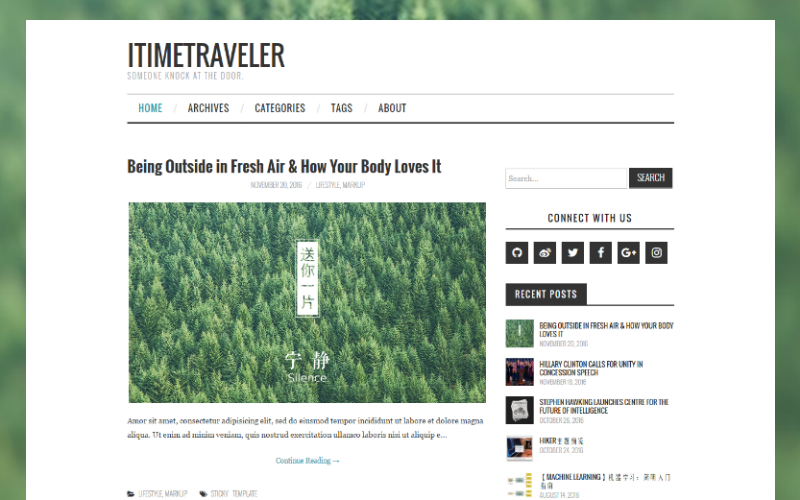 ITIMETRAVELER
SOMEONE KNOCK AT THE DOOR.
HOME / ARCHIVES / CATEGORIES / TAGS / ABOUT
Being Outside in Fresh Air & How Your Body Loves It
NOVEMBER 20, 2016 / LIFESTYLE, MARKUP
送你一片
宁静
Silence
Amor sit amet, consectetur adipisicing elit, sed do eiusmod tempor incididunt ut labore et dolore magna
aliqua. Ut enim ad minim veniam, quis nostrud exercitation ullamco laboris nisi ut aliquip e...
Continue Reading →
LIFESTYLE, MARKUP STICKY TEMPLATE
Search... SEARCH
CONNECT WITH US
G+
RECENT POSTS
BEING OUTSIDE IN FRESH AIR & HOW YOUR BODY
LOVES IT
NOVEMBER 20, 2016
HILLARY CLINTON CALLS FOR UNITY IN
CONCESSION SPEECH
NOVEMBER 19, 2016
STEPHEN HAWKING LAUNCHES CENTRE FOR THE
FUTURE OF INTELLIGENCE
OCTOBER 26, 2016
HIKER
OCTOBER 24, 2016
【MACHINE LEARNING】机器学习：简明入门
指南
AUGUST 14, 2016